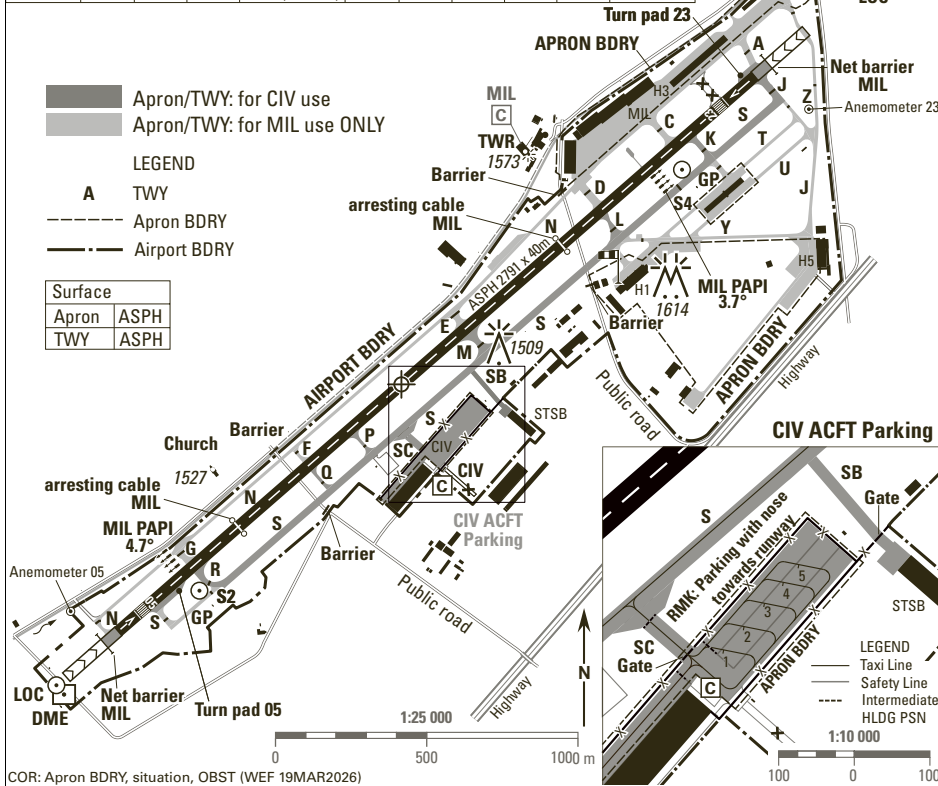 LOC
Turn pad 23
APRON BDRY
A
Net barrier
MIL
Apron/TWY: for CIV use
Apron/TWY: for MIL use ONLY
MIL
C
H3
MIL
J
Z
Anemometer 23
S
C
TWR
1573
K
T
LEGEND
A TWY
Apron BDRY
Airport BDRY
Barrier
D
GP
U
S4
J
arresting cable
MIL
N
L
Y
ASPH 2791 x 40m
H5
H1
MIL PAPI
3.7°
1614
Surface
Apron ASPH
TWY ASPH
Barrier
E
S
M
1509
AIRPORT BDRY
SB
APRON BDRY
Highway
Public road
STSB
Church
Barrier
F
P
S
SC
CIV
CIV
C
1527
Q
arresting cable
MIL
N
S
MIL PAPI
4.7°
CIV ACFT
Parking
Barrier
G
R
Anemometer 05
S2
Public road
N
S
GP
23
05
LOC
DME
Net barrier
MIL
Turn pad 05
Highway
N
1:25 000
0 500 1000 m
CIV ACFT Parking
SB
Gate
S
RMK: Parking with nose
towards runway
5
4
3
2
1
STSB
SC
Gate
C
APRON BDRY
LEGEND
Taxi Line
Safety Line
Intermediate
HLDG PSN
1:10 000
100 0 100
COR: Apron BDRY, situation, OBST (WEF 19MAR2026)